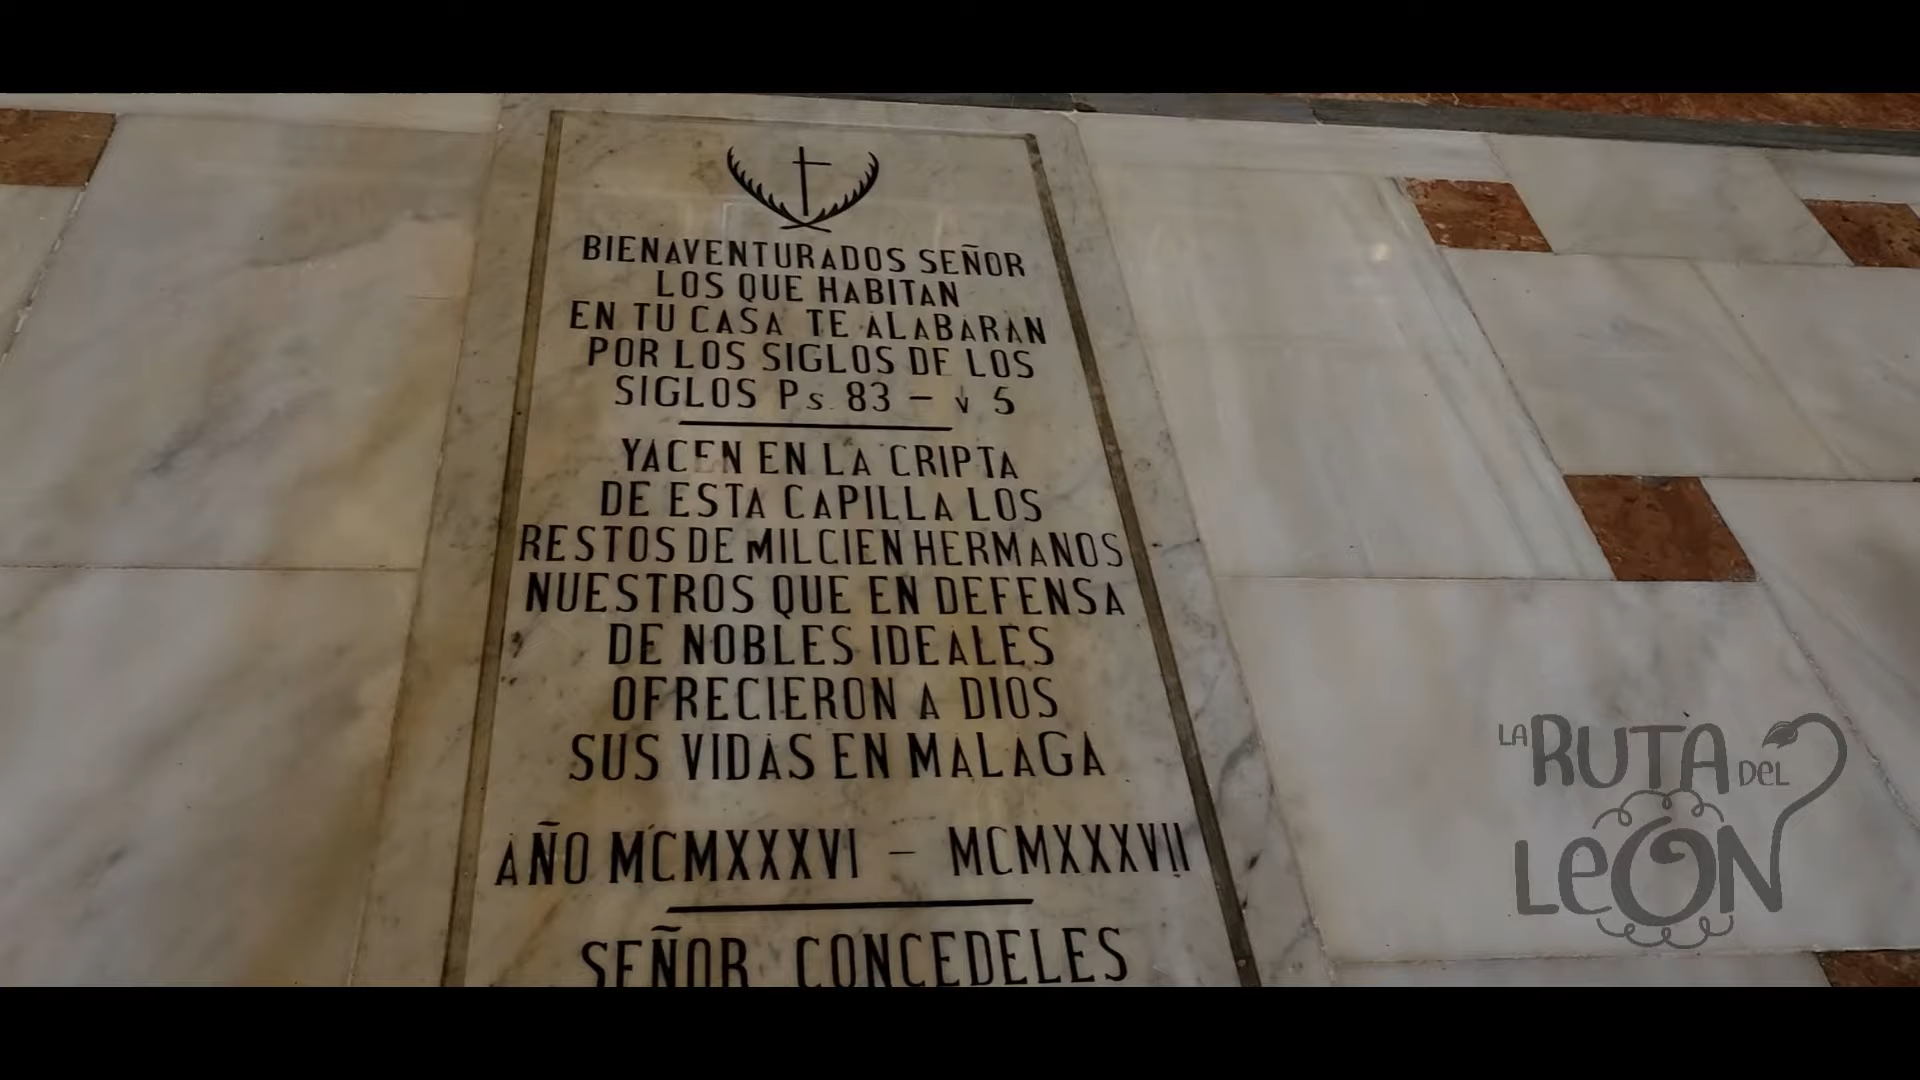 BIENAVENTURADOS SEÑOR
LOS QUE HABITAN
EN TU CASA TE ALABARAN
POR LOS SIGLOS DE LOS
SIGLOS Ps. 83 - v 5
YACEN EN LA CRIPTA
DE ESTA CAPILLA LOS
RESTOS DE MIL CIEN HERMANOS
NUESTROS QUE EN DEFENSA
DE NOBLES IDEALES
OFRECIERON A DIOS
SUS VIDAS EN MALAGA
AÑO MCMXXXVI - MCMXXXVII
SEÑOR CONCEDELES
LA RUTA DEL
LEON